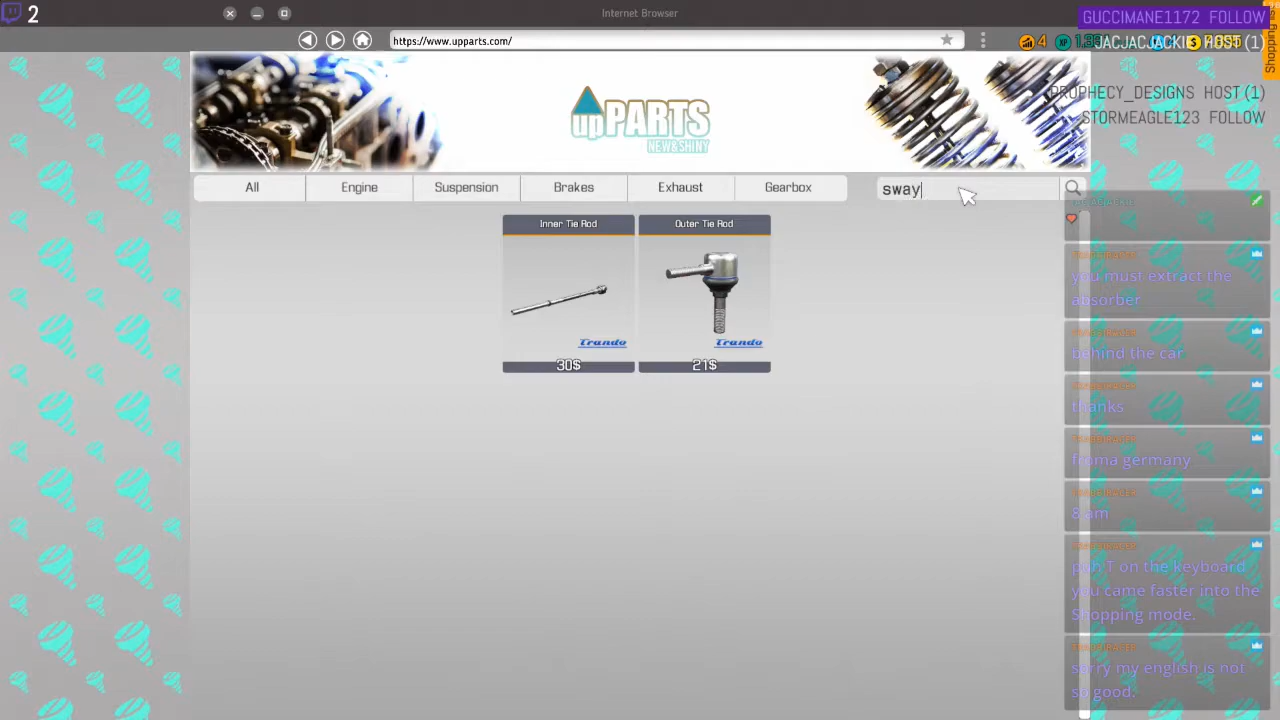 2
Internet Browser
GUCCIMANE1172 FOLLOW
https://www.upparts.com/
4
JACJACJACKIE HOST (1)
Shopping
PROPHECY_DESIGNS HOST (1)
STORMEAGLE123 FOLLOW
upPARTS
NEW&SHINY
All
Engine
Suspension
Brakes
Exhaust
Gearbox
sway
Inner Tie Rod
Outer Tie Rod
Trando
Trando
30$
21$
you must extract the
absorber
behind the car
thanks
froma germany
8 am
puh T on the keyboard
you came faster into the
Shopping mode.
sorry my english is not
so good.